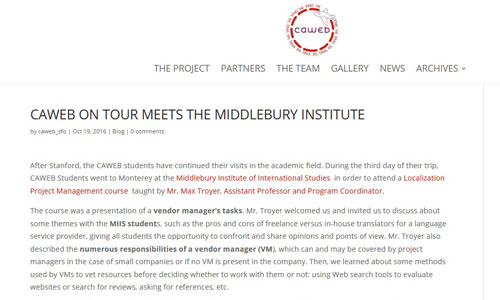 CAWEB
THE PROJECT PARTNERS THE TEAM GALLERY NEWS ARCHIVES
CAWEB ON TOUR MEETS THE MIDDLEBURY INSTITUTE
by caweb_sfo | Oct 19, 2016 | Blog | 0 comments
After Stanford, the CAWEB students have continued their visits in the academic field. During the third day of their trip,
CAWEB Students went to Monterey at the Middlebury Institute of International Studies in order to attend a Localization
Project Management course taught by Mr. Max Troyer, Assistant Professor and Program Coordinator.
The course was a presentation of a vendor manager's tasks. Mr. Troyer welcomed us and invited us to discuss about
some themes with the MIIS students, such as the pros and cons of freelance versus in-house translators for a language
service provider, giving all students the opportunity to confront and share opinions and points of view. Mr. Troyer also
described the numerous responsibilities of a vendor manager (VM), which can and may be covered by project
managers in the case of small companies or if no VM is present in the company. Then, we learned about some methods
used by VMs to vet resources before deciding whether to work with them or not: using Web search tools to evaluate
websites or search for reviews, asking for references, etc.